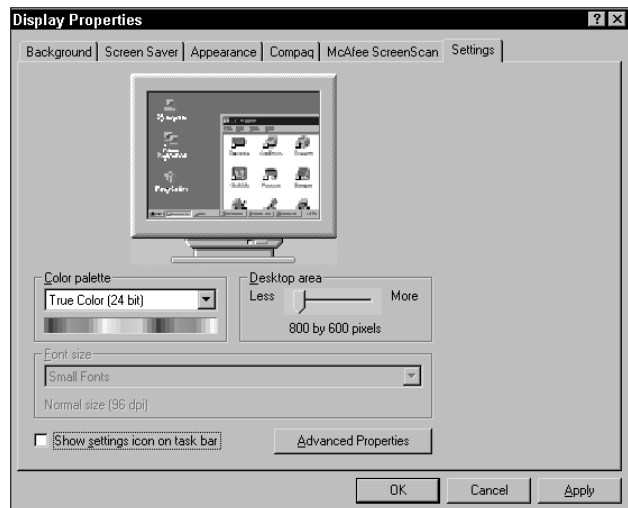 Display Properties
Background Screen Saver Appearance Compaq McAfee ScreenScan Settings
Color palette
True Color (24 bit)
Desktop area
Less More
800 by 600 pixels
Font size
Small Fonts
Normal size (96 dpi)
Show settings icon on task bar
Advanced Properties
OK Cancel Apply